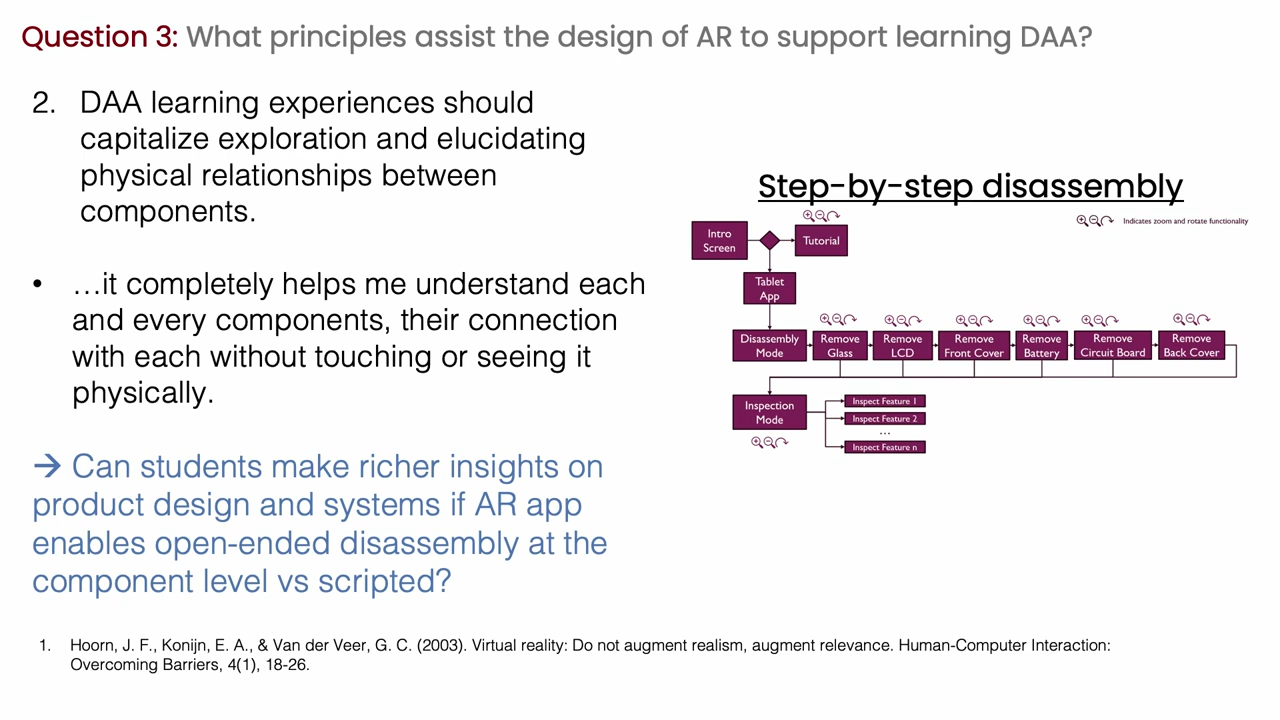 Question 3: What principles assist the design of AR to support learning DAA?
2. DAA learning experiences should
capitalize exploration and elucidating
physical relationships between
components.
• …it completely helps me understand each
and every components, their connection
with each without touching or seeing it
physically.
→ Can students make richer insights on
product design and systems if AR app
enables open-ended disassembly at the
component level vs scripted?
Step-by-step disassembly
Indicates zoom and rotate functionality
Intro
Screen
Tutorial
Tablet
App
Disassembly
Mode
Remove
Glass
Remove
LCD
Remove
Front Cover
Remove
Battery
Remove
Circuit Board
Remove
Back Cover
Inspection
Mode
Inspect Feature 1
Inspect Feature 2
...
Inspect Feature n
1. Hoorn, J. F., Konijn, E. A., & Van der Veer, G. C. (2003). Virtual reality: Do not augment realism, augment relevance. Human-Computer Interaction:
Overcoming Barriers, 4(1), 18-26.